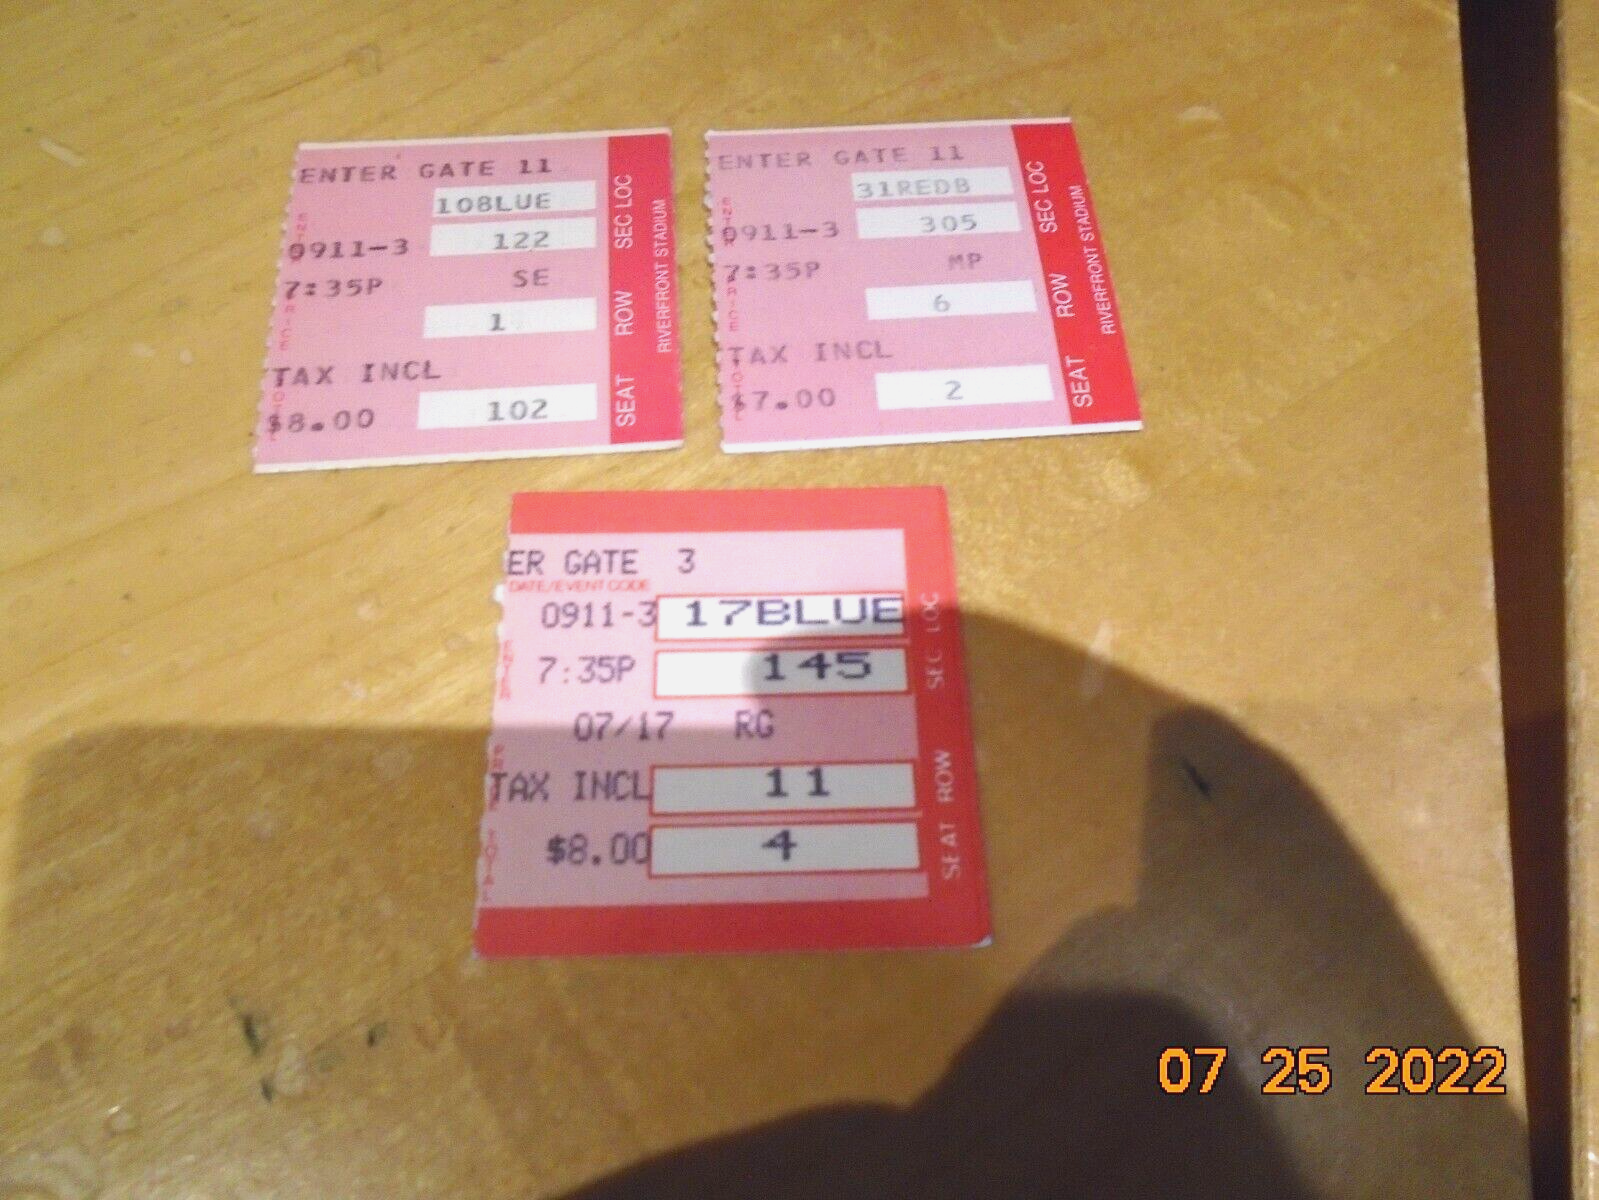 ENTER GATE 11
10BLUE
0911-3 122
7:35P SE
1
TAX INCL
$8.00 102
SEC LOC
ROW
SEAT
RIVERFRONT STADIUM
ENTER GATE 11
31REDB
0911-3 305
7:35P MP
6
TAX INCL
$7.00 2
SEC LOC
ROW
SEAT
RIVERFRONT STADIUM
ER GATE 3
DATE/EVENT CODE
0911-3 17BLUE
7:35P 145
07/17 RG
TAX INCL 11
$8.00 4
TOTAL
SEC LOC
ROW
SEAT
07 25 2022